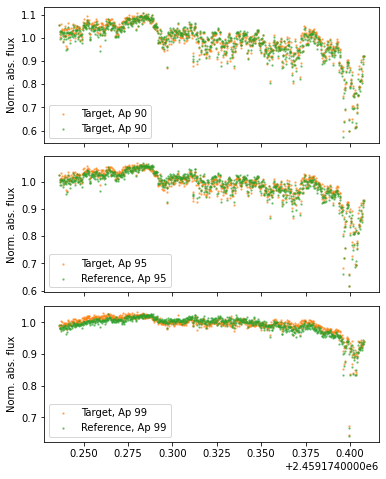 1.1
1.0
0.9
0.8
0.7
0.6
Norm. abs. flux
Target, Ap 90
Target, Ap 90
1.0
0.9
0.8
0.7
0.6
Norm. abs. flux
Target, Ap 95
Reference, Ap 95
1.0
0.9
0.8
0.7
Norm. abs. flux
Target, Ap 99
Reference, Ap 99
0.250 0.275 0.300 0.325 0.350 0.375 0.400
+2.4591740000e6